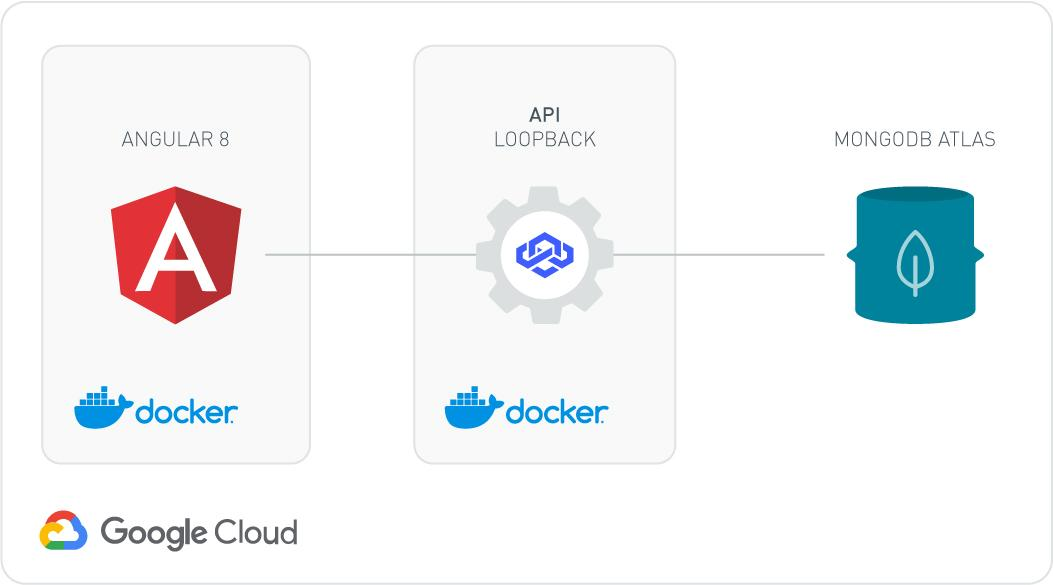 ANGULAR 8
API
LOOPBACK
MONGODB ATLAS
docker
docker
Google Cloud